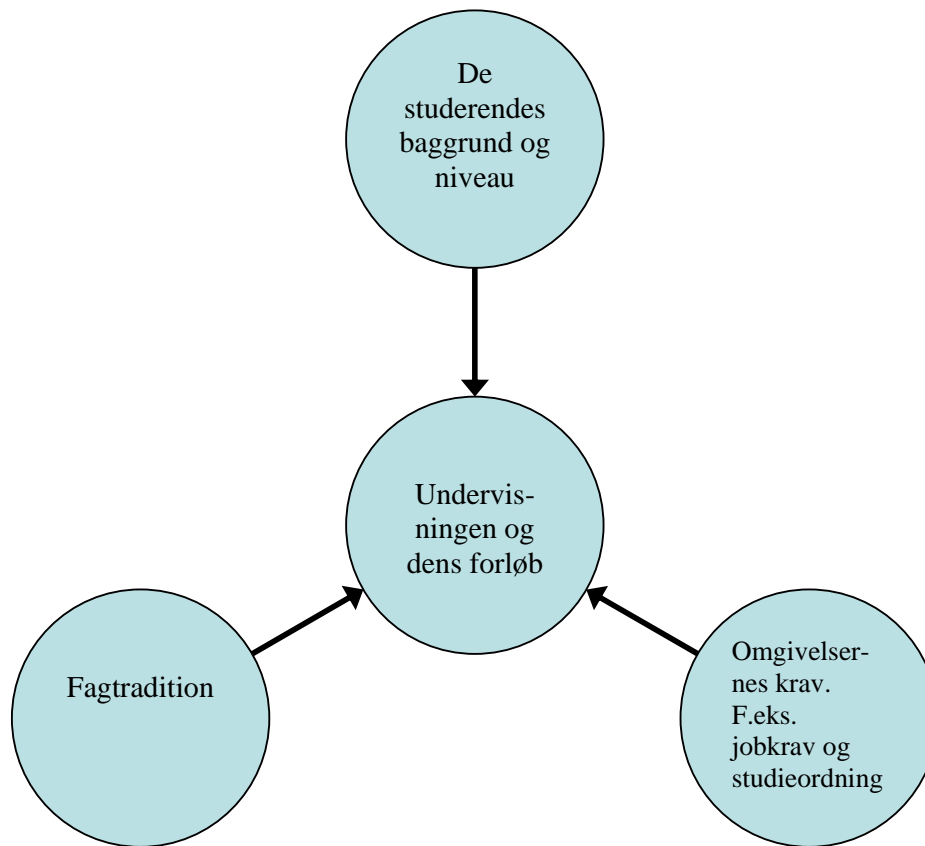 De
studerendes
baggrund og
niveau
Undervis-
ningen og
dens forløb
Fagtradition
Omgivelser-
nes krav.
F.eks.
jobkrav og
studieordning